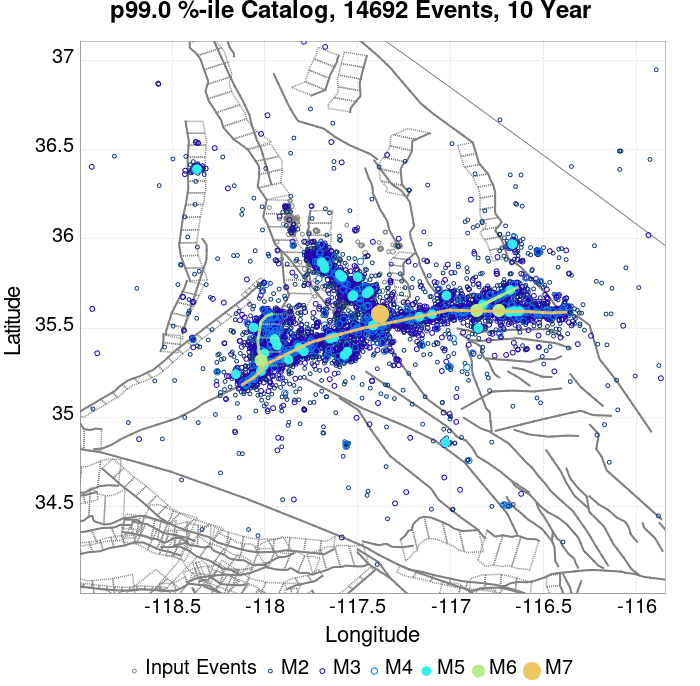 p99.0 %-ile Catalog, 14692 Events, 10 Year
37
36.5
36
35.5
35
34.5
Latitude
-118.5 -118 -117.5 -117 -116.5 -116
Longitude
Input Events M2 M3 M4 M5 M6 M7